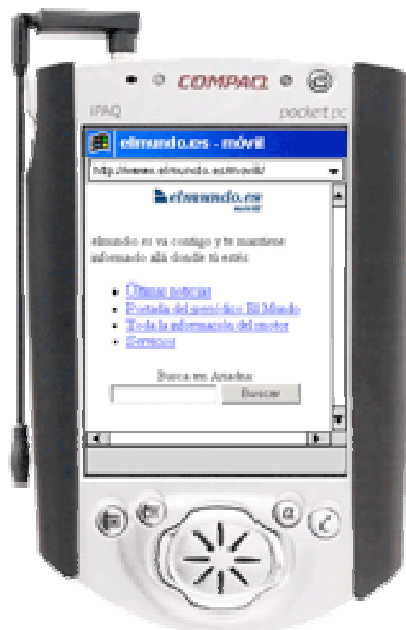 COMPAQ
iPAQ pocket pc
elmundo.es - móvil
http://www.elmundo.es/movil/
elmundo.es
móvil
elmundo.es va contigo y te mantiene
informado allá donde tú estés:
Últimas noticias
Portada del periódico El Mundo
Toda la información del motor
Servicios
Busca en Ariadna:
Buscar